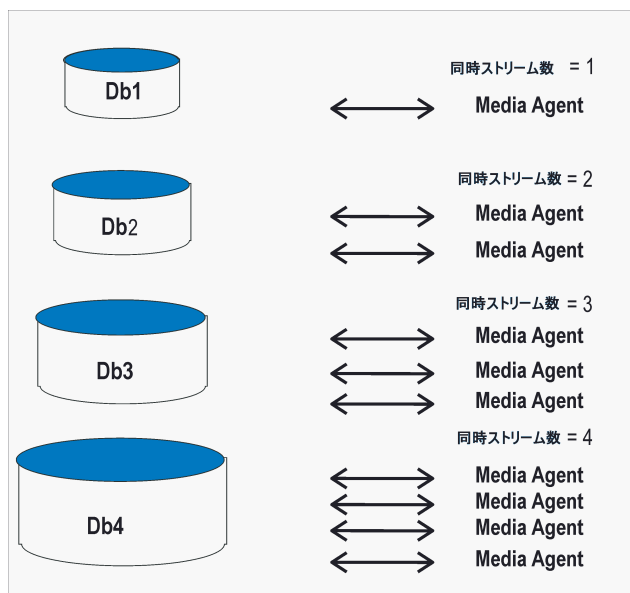 同時ストリーム数 = 1
Db1
Media Agent
同時ストリーム数 = 2
Db2
Media Agent
Media Agent
同時ストリーム数 = 3
Media Agent
Db3
Media Agent
Media Agent
同時ストリーム数 = 4
Media Agent
Media Agent
Db4
Media Agent
Media Agent